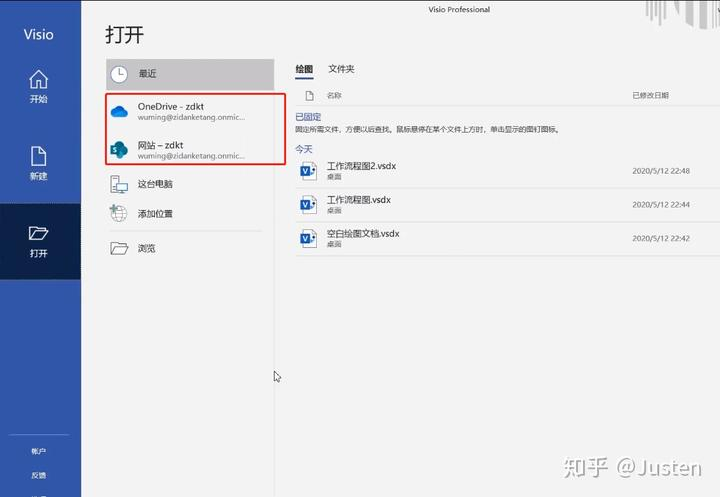 Visio Professional
Visio
打开
开始
新建
打开
帐户
反馈
最近
OneDrive - zdkt
wuming@zidanketang.onmic...
网站 – zdkt
wuming@zidanketang.onmic...
这台电脑
添加位置
浏览
绘图 文件夹
名称 已修改日期
已固定
固定所需文件，方便以后查找。鼠标悬停在某个文件上方时，单击显示的图钉图标。
今天
工作流程图2.vsdx 2020/5/12 22:48
桌面
工作流程图.vsdx 2020/5/12 22:44
桌面
空白绘图文档.vsdx 2020/5/12 22:42
桌面
知乎 @Justen